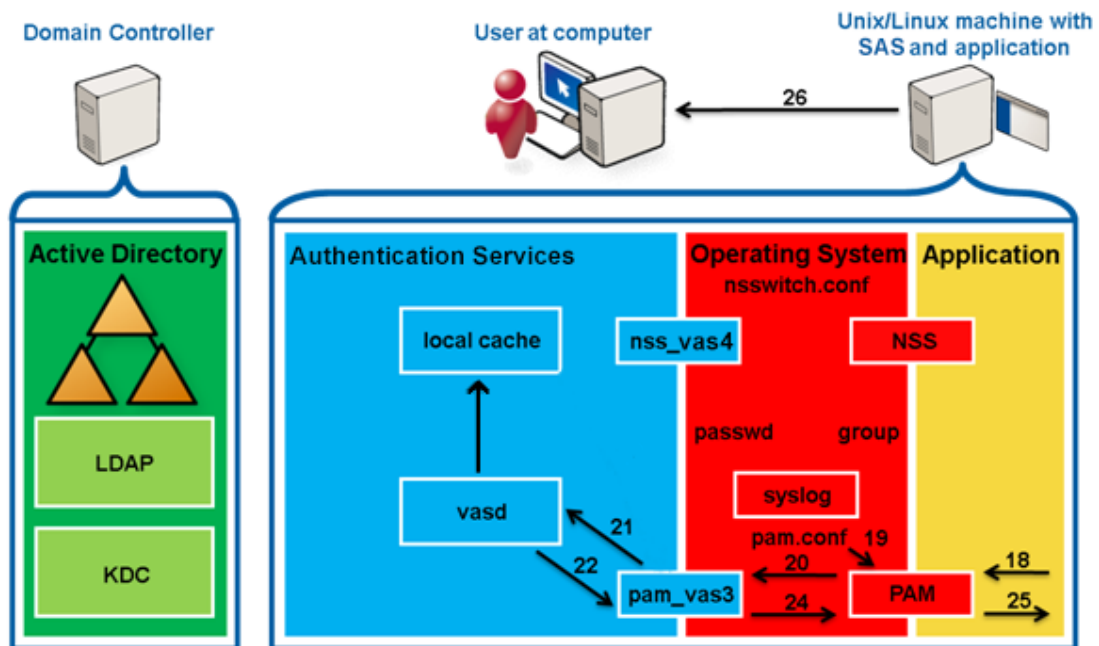 Domain Controller
User at computer
Unix/Linux machine with
SAS and application
26
Active Directory
LDAP
KDC
Authentication Services
Operating System
nsswitch.conf
Application
local cache
nss_vas4
NSS
passwd
group
syslog
vasd
21
pam.conf
19
22
20
18
pam_vas3
PAM
24
25